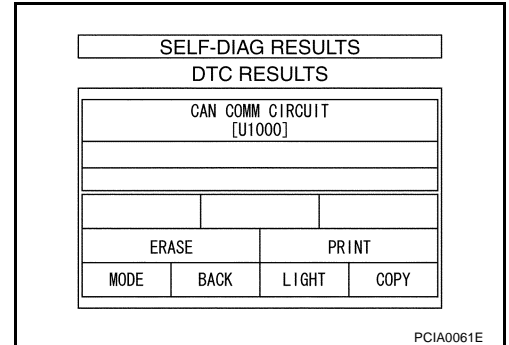 SELF-DIAG RESULTS
DTC RESULTS
CAN COMM CIRCUIT
[U1000]
ERASE PRINT
MODE BACK LIGHT COPY
PCIA0061E